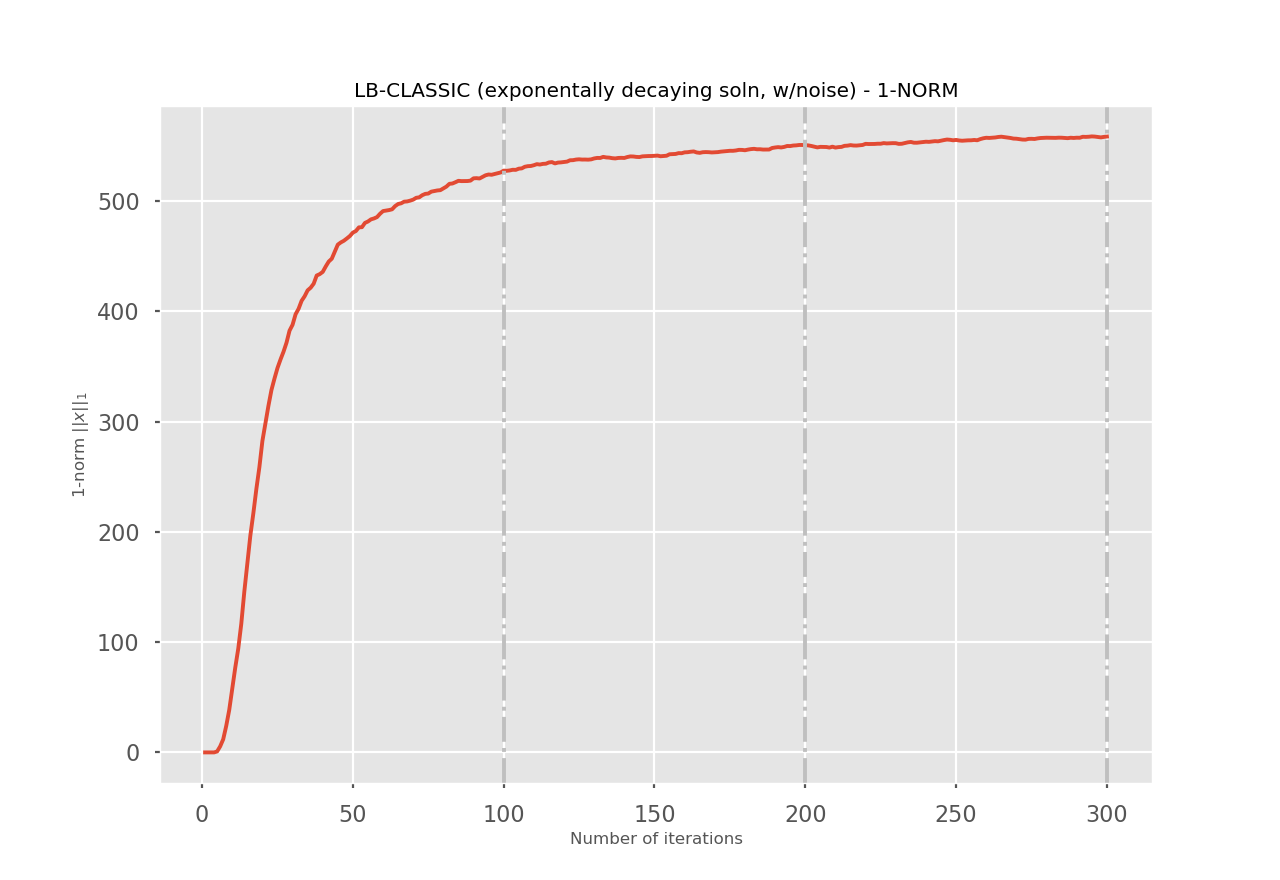 LB-CLASSIC (exponentially decaying soln, w/noise) - 1-NORM
500
400
300
200
100
0
1-norm ||x||₁
0 50 100 150 200 250 300
Number of iterations